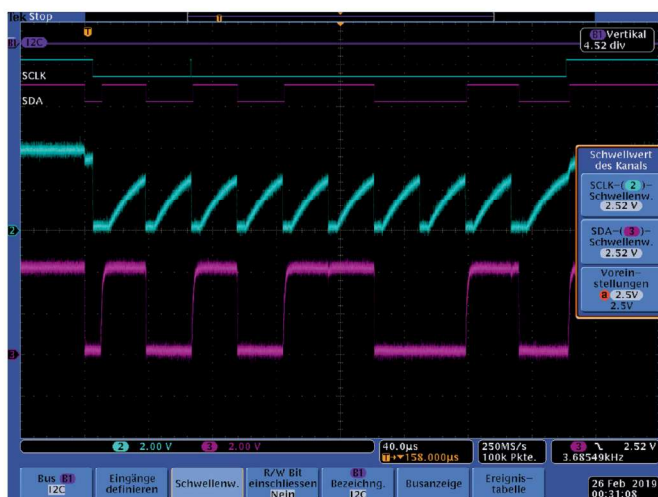 Tek Stop
B1 I2C
B1 Vertikal
4.52 div
SCLK
SDA
Schwellwert
des Kanals
SCLK-(2)-
Schwellenw.
2.52 V
SDA-(3)-
Schwellenw.
2.52 V
Vorein-
stellungen
a 2.5V
2.5V
2
3
2 2.00 V 3 2.00 V
40.0µs
T→▾158.000µs
250MS/s
100k Pkte.
3 2.52 V
3.68549kHz
Bus B1
I2C
Eingänge
definieren
Schwellenw.
R/W Bit
einschliessen
Nein
B1
Bezeichng.
I2C
Busanzeige
Ereignis-
tabelle
26 Feb 2019
00:31:08